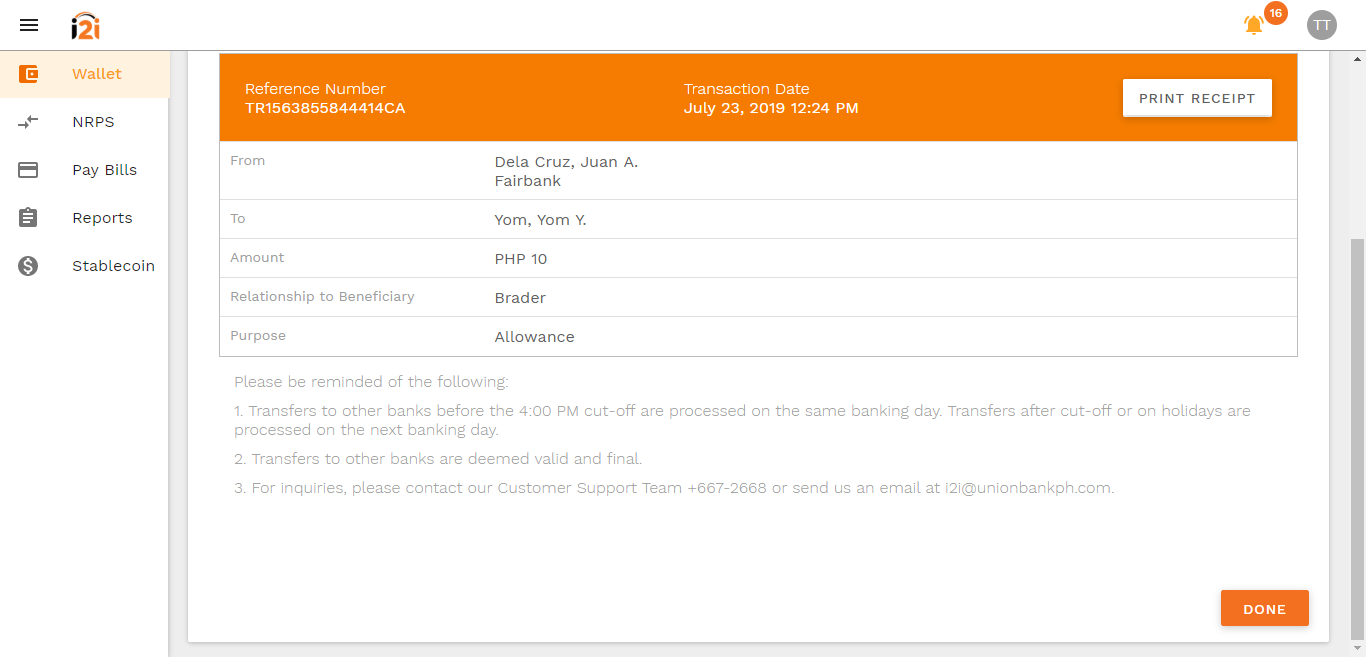 i2i
16
TT
Wallet
NRPS
Pay Bills
Reports
Stablecoin
Reference Number
TR1563855844414CA
Transaction Date
July 23, 2019 12:24 PM
PRINT RECEIPT
From
Dela Cruz, Juan A.
Fairbank
To
Yom, Yom Y.
Amount
PHP 10
Relationship to Beneficiary
Brader
Purpose
Allowance
Please be reminded of the following:
1. Transfers to other banks before the 4:00 PM cut-off are processed on the same banking day. Transfers after cut-off or on holidays are
processed on the next banking day.
2. Transfers to other banks are deemed valid and final.
3. For inquiries, please contact our Customer Support Team +667-2668 or send us an email at i2i@unionbankph.com.
DONE